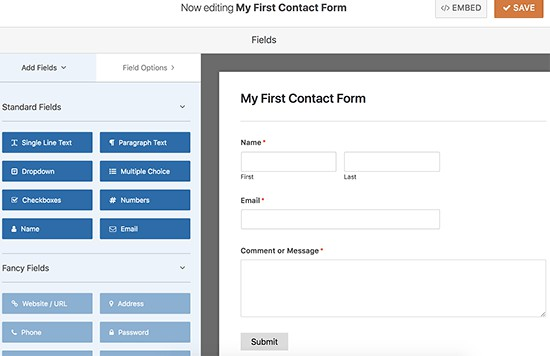 Now editing My First Contact Form
</> EMBED
SAVE
Fields
Add Fields
Field Options
Standard Fields
Single Line Text
Paragraph Text
Dropdown
Multiple Choice
Checkboxes
# Numbers
Name
Email
Fancy Fields
Website / URL
Address
Phone
Password
My First Contact Form
Name *
First
Last
Email *
Comment or Message *
Submit